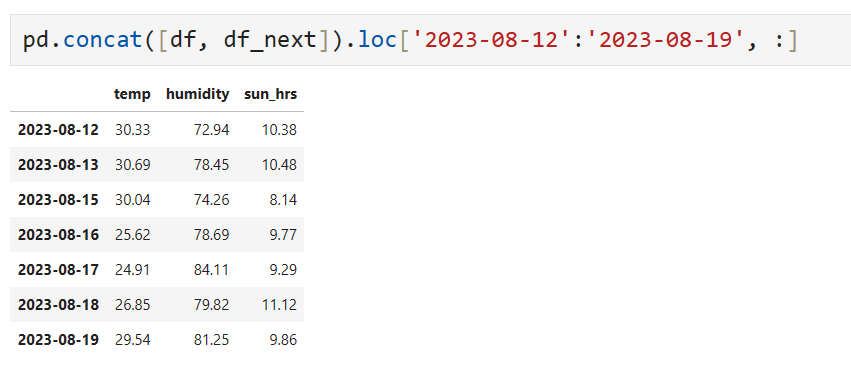 pd.concat([df, df_next]).loc['2023-08-12':'2023-08-19', :]
temp humidity sun_hrs
2023-08-12 30.33 72.94 10.38
2023-08-13 30.69 78.45 10.48
2023-08-15 30.04 74.26 8.14
2023-08-16 25.62 78.69 9.77
2023-08-17 24.91 84.11 9.29
2023-08-18 26.85 79.82 11.12
2023-08-19 29.54 81.25 9.86